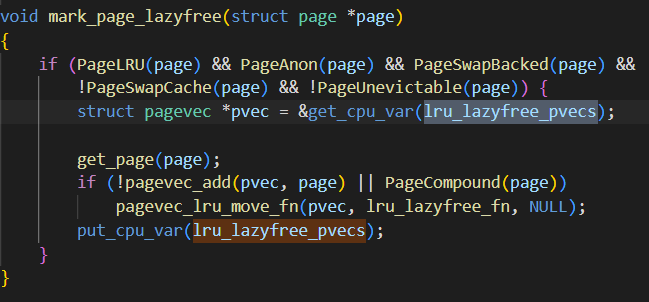 void mark_page_lazyfree(struct page *page)
{
    if (PageLRU(page) && PageAnon(page) && PageSwapBacked(page) &&
        !PageSwapCache(page) && !PageUnevictable(page)) {
        struct pagevec *pvec = &get_cpu_var(lru_lazyfree_pvecs);

        get_page(page);
        if (!pagevec_add(pvec, page) || PageCompound(page))
            pagevec_lru_move_fn(pvec, lru_lazyfree_fn, NULL);
        put_cpu_var(lru_lazyfree_pvecs);
    }
}